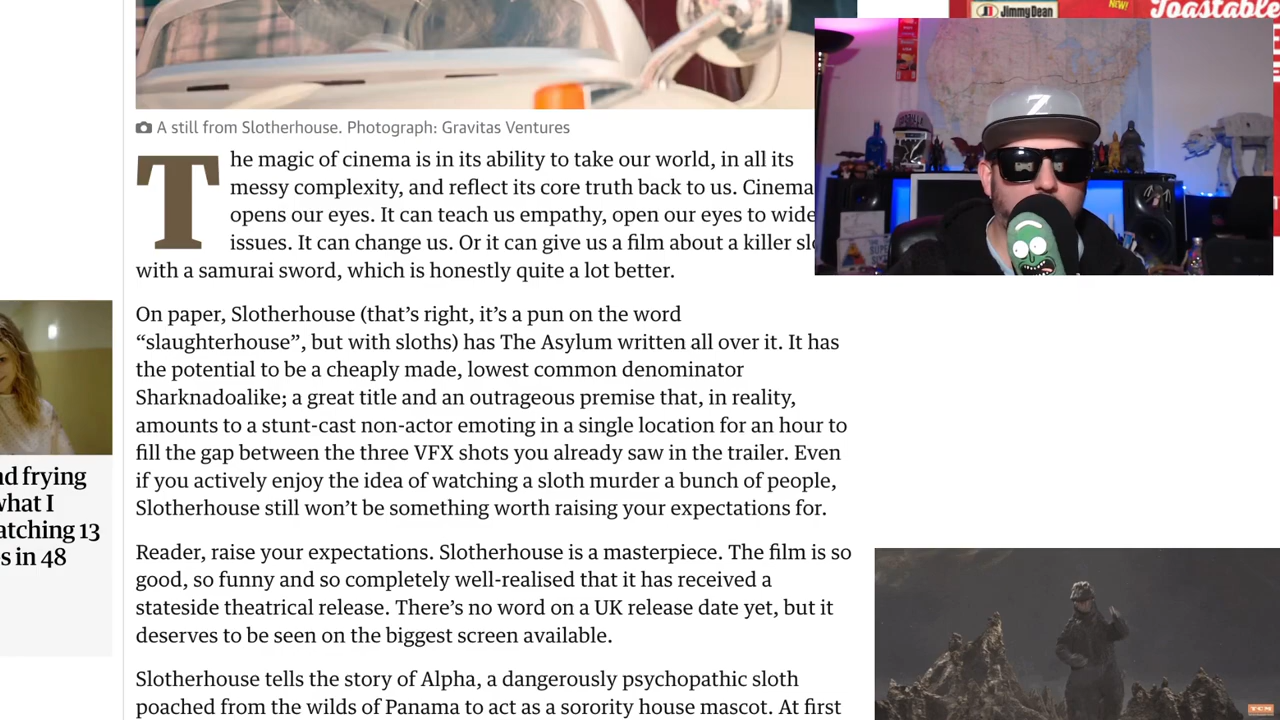 JimmyDean
NEW!
Toastable
A still from Slotherhouse. Photograph: Gravitas Ventures
The magic of cinema is in its ability to take our world, in all its
messy complexity, and reflect its core truth back to us. Cinema
opens our eyes. It can teach us empathy, open our eyes to wide
issues. It can change us. Or it can give us a film about a killer slo
with a samurai sword, which is honestly quite a lot better.
On paper, Slotherhouse (that’s right, it’s a pun on the word
“slaughterhouse”, but with sloths) has The Asylum written all over it. It has
the potential to be a cheaply made, lowest common denominator
Sharknadoalike; a great title and an outrageous premise that, in reality,
amounts to a stunt-cast non-actor emoting in a single location for an hour to
fill the gap between the three VFX shots you already saw in the trailer. Even
if you actively enjoy the idea of watching a sloth murder a bunch of people,
Slotherhouse still won’t be something worth raising your expectations for.
nd frying
what I
atching 13
s in 48
Reader, raise your expectations. Slotherhouse is a masterpiece. The film is so
good, so funny and so completely well-realised that it has received a
stateside theatrical release. There’s no word on a UK release date yet, but it
deserves to be seen on the biggest screen available.
Slotherhouse tells the story of Alpha, a dangerously psychopathic sloth
poached from the wilds of Panama to act as a sorority house mascot. At first
Z
TCM